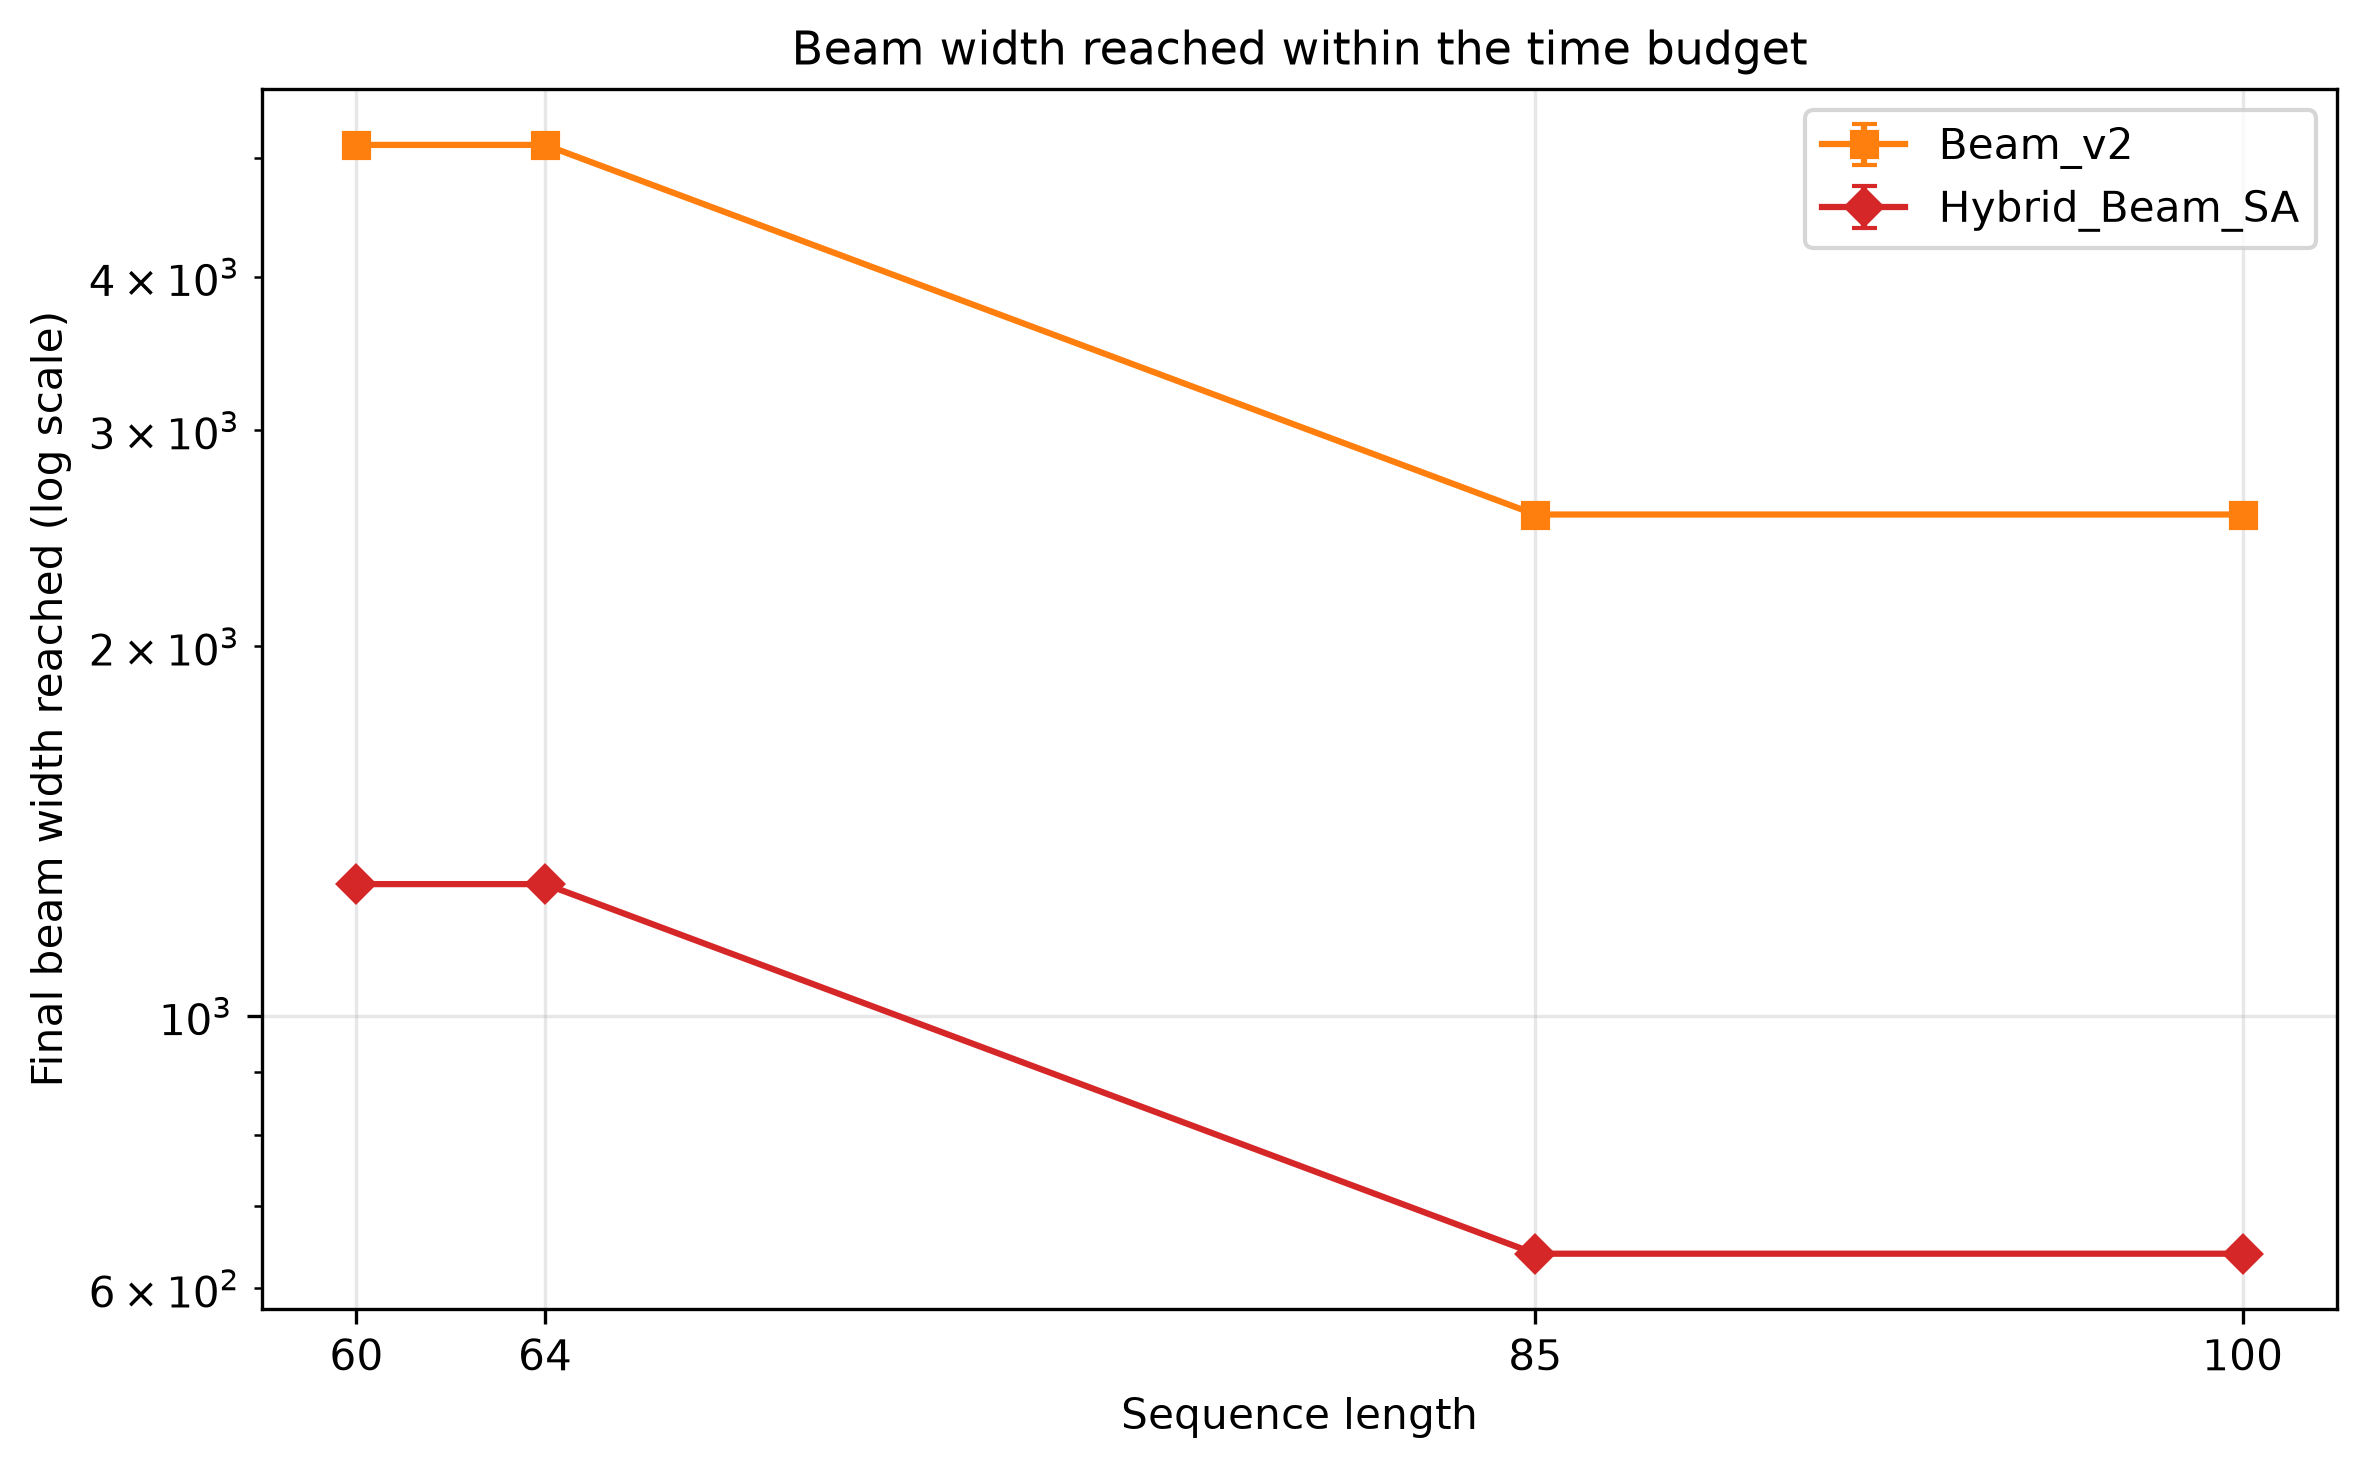 Beam width reached within the time budget
Beam_v2
Hybrid_Beam_SA
Final beam width reached (log scale)
4 × 10³
3 × 10³
2 × 10³
10³
6 × 10²
60 64 85 100
Sequence length